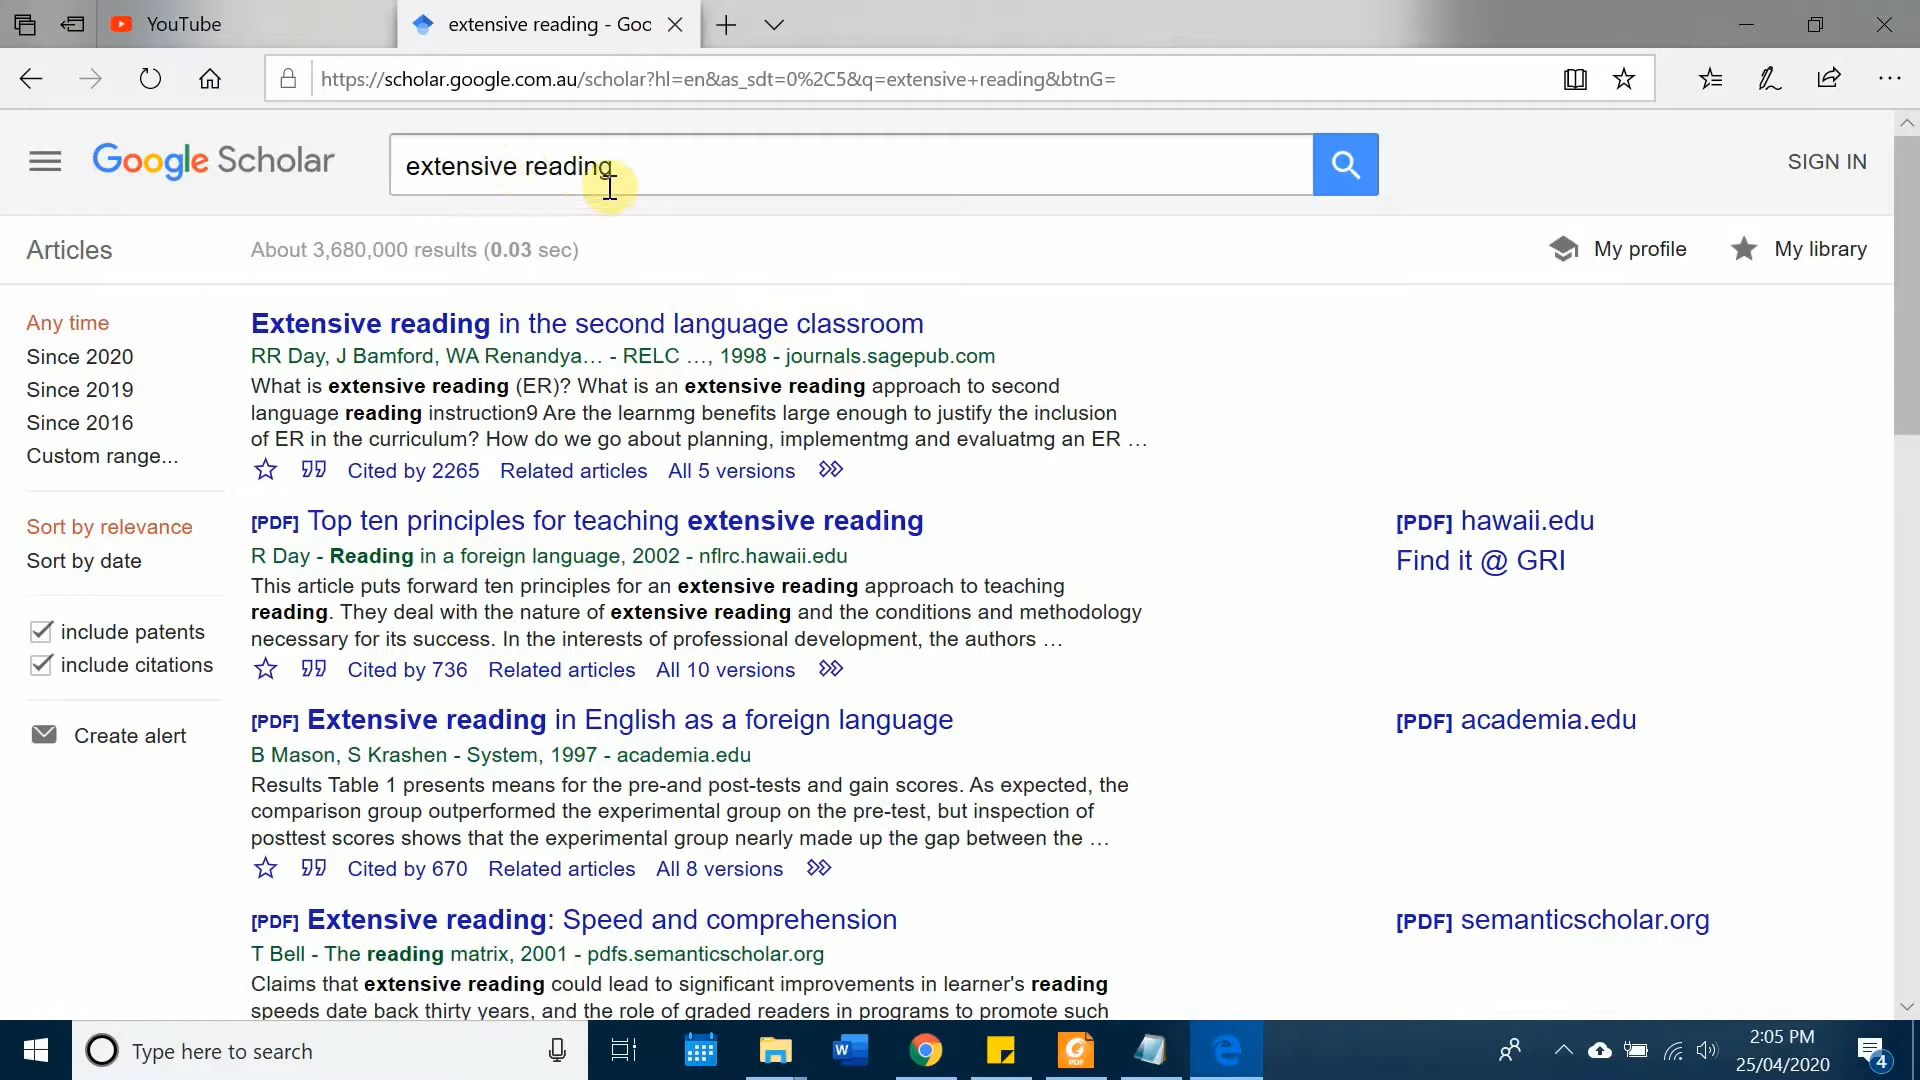 YouTube
extensive reading - Goo
https://scholar.google.com.au/scholar?hl=en&as_sdt=0%2C5&q=extensive+reading&btnG=
Google Scholar
extensive reading
SIGN IN
Articles
About 3,680,000 results (0.03 sec)
My profile
My library
Any time
Since 2020
Since 2019
Since 2016
Custom range...
Sort by relevance
Sort by date
include patents
include citations
Create alert
Extensive reading in the second language classroom
RR Day, J Bamford, WA Renandya… - RELC …, 1998 - journals.sagepub.com
What is extensive reading (ER)? What is an extensive reading approach to second
language reading instruction9 Are the learnmg benefits large enough to justify the inclusion
of ER in the curriculum? How do we go about planning, implementmg and evaluatmg an ER …
Cited by 2265 Related articles All 5 versions
[PDF] Top ten principles for teaching extensive reading
R Day - Reading in a foreign language, 2002 - nflrc.hawaii.edu
This article puts forward ten principles for an extensive reading approach to teaching
reading. They deal with the nature of extensive reading and the conditions and methodology
necessary for its success. In the interests of professional development, the authors …
Cited by 736 Related articles All 10 versions
[PDF] hawaii.edu
Find it @ GRI
[PDF] Extensive reading in English as a foreign language
B Mason, S Krashen - System, 1997 - academia.edu
Results Table 1 presents means for the pre-and post-tests and gain scores. As expected, the
comparison group outperformed the experimental group on the pre-test, but inspection of
posttest scores shows that the experimental group nearly made up the gap between the …
Cited by 670 Related articles All 8 versions
[PDF] academia.edu
[PDF] Extensive reading: Speed and comprehension
T Bell - The reading matrix, 2001 - pdfs.semanticscholar.org
Claims that extensive reading could lead to significant improvements in learner's reading
speeds date back thirty years, and the role of graded readers in programs to promote such
[PDF] semanticscholar.org
Type here to search
2:05 PM
25/04/2020
4